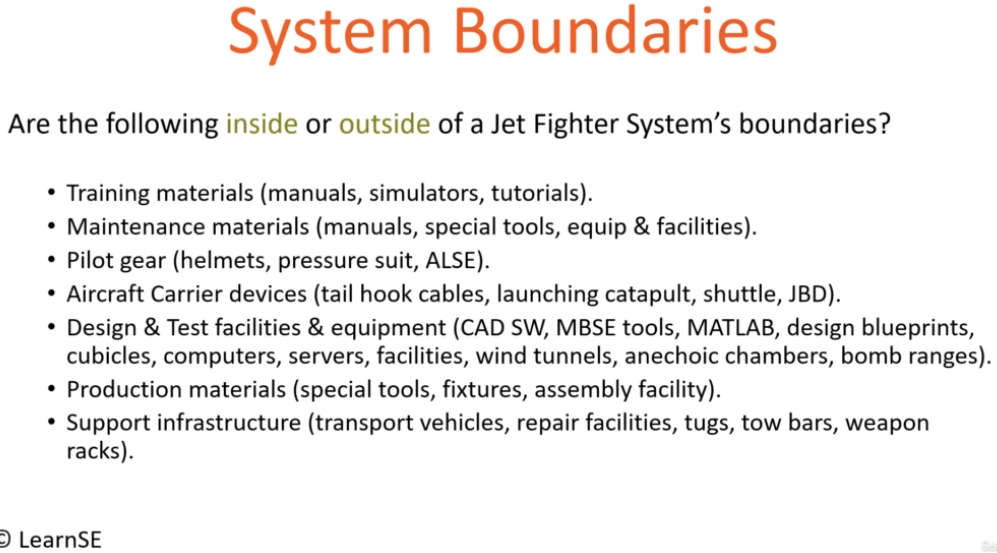 System Boundaries
Are the following inside or outside of a Jet Fighter System's boundaries?
• Training materials (manuals, simulators, tutorials).
• Maintenance materials (manuals, special tools, equip & facilities).
• Pilot gear (helmets, pressure suit, ALSE).
• Aircraft Carrier devices (tail hook cables, launching catapult, shuttle, JBD).
• Design & Test facilities & equipment (CAD SW, MBSE tools, MATLAB, design blueprints,
cubicles, computers, servers, facilities, wind tunnels, anechoic chambers, bomb ranges).
• Production materials (special tools, fixtures, assembly facility).
• Support infrastructure (transport vehicles, repair facilities, tugs, tow bars, weapon
racks).
© LearnSE